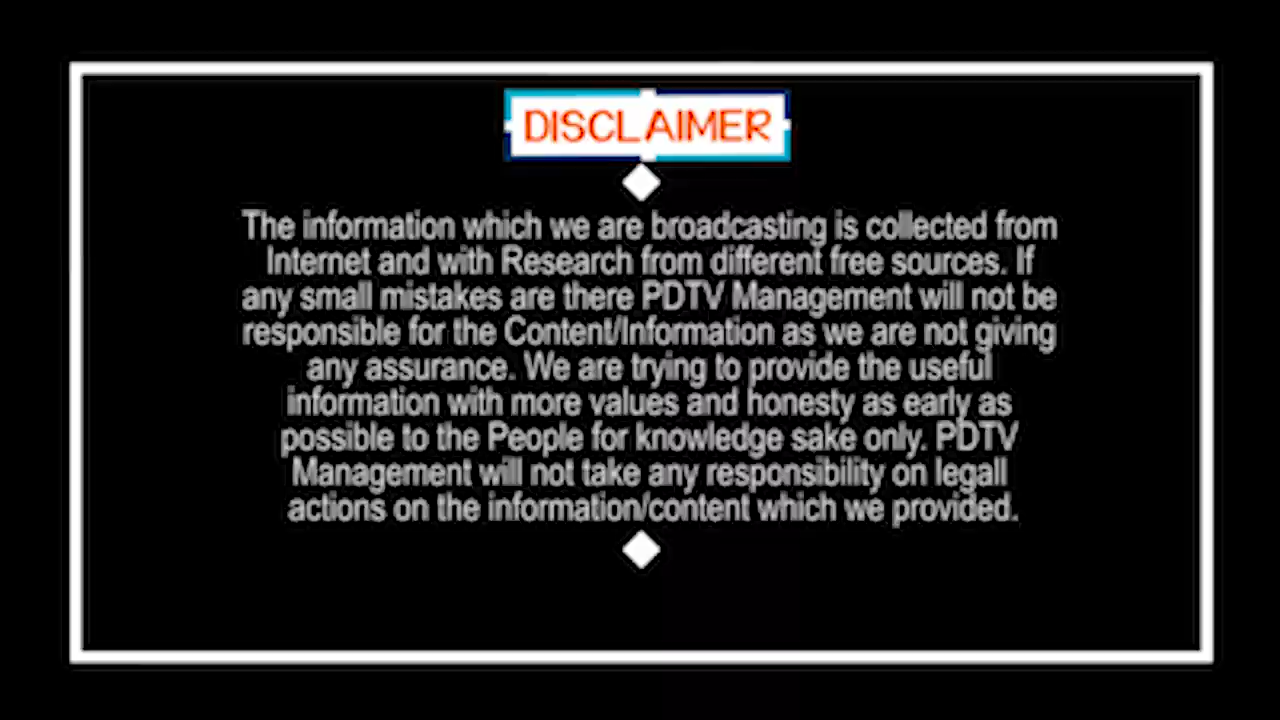 DISCLAIMER
The information which we are broadcasting is collected from
Internet and with Research from different free sources. If
any small mistakes are there PDTV Management will not be
responsible for the Content/Information as we are not giving
any assurance. We are trying to provide the useful
information with more values and honesty as early as
possible to the People for knowledge sake only. PDTV
Management will not take any responsibility on legall
actions on the information/content which we provided.